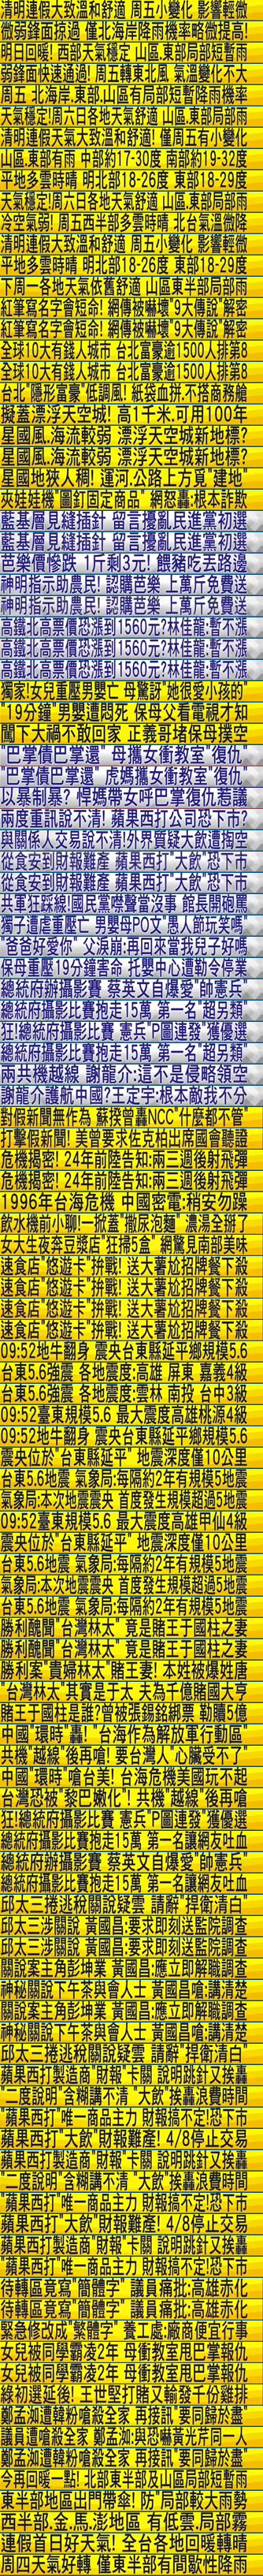 清明連假大致溫和舒適 周五小變化 影響輕微
微弱鋒面掠過 僅北海岸降雨機率略微提高!
明日回暖! 西部天氣穩定 山區.東部局部短暫雨
弱鋒面快速通過! 周五轉東北風 氣溫變化不大
周五 北海岸.東部.山區有局部短暫降雨機率
天氣穩定!周六日各地天氣舒適 山區.東部局部雨
清明連假天氣大致溫和舒適! 僅周五有小變化
山區.東部有雨 中部約17-30度 南部約19-32度
平地多雲時晴 明北部18-26度 東部18-29度
天氣穩定!周六日各地天氣舒適 山區.東部局部雨
冷空氣弱! 周五西半部多雲時晴 北台氣溫微降
清明連假大致溫和舒適 周五小變化 影響輕微
平地多雲時晴 明北部18-26度 東部18-29度
下周一各地天氣依舊舒適 山區東半部局部雨
紅筆寫名字會短命! 網傳被嚇壞"9大傳說"解密
紅筆寫名字會短命! 網傳被嚇壞"9大傳說"解密
全球10大有錢人城市 台北富豪逾1500人排第8
全球10大有錢人城市 台北富豪逾1500人排第8
台北"隱形富豪"低調風! 紙袋血拼.不搭商務艙
擬蓋漂浮天空城! 高1千米.可用100年
星國風.海流較弱 漂浮天空城新地標?
星國風.海流較弱 漂浮天空城新地標?
星國地狹人稠! 運河.公路上方覓"建地"
夾娃娃機"圖釘固定商品" 網怒轟:根本詐欺
藍基層見縫插針 留言擾亂民進黨初選
藍基層見縫插針 留言擾亂民進黨初選
芭樂價慘跌 1斤剩3元! 餵豬吃丟路邊
神明指示助農民! 認購芭樂 上萬斤免費送
神明指示助農民! 認購芭樂 上萬斤免費送
高鐵北高票價恐漲到1560元?林佳龍:暫不漲
高鐵北高票價恐漲到1560元?林佳龍:暫不漲
高鐵北高票價恐漲到1560元?林佳龍:暫不漲
獨家!女兒重壓男嬰亡 母驚訝"她很愛小孩的"
"19分鐘"男嬰遭悶死 保母父看電視才知
闖下大禍不敢回家 正義哥堵保母撲空
"巴掌債巴掌還" 母攜女衝教室"復仇"
"巴掌債巴掌還" 虎媽攜女衝教室"復仇"
以暴制暴? 悍媽帶女呼巴掌復仇惹議
兩度重訊說不清! 蘋果西打公司恐下市?
與關係人交易說不清!外界質疑大飲遭掏空
從食安到財報難產 蘋果西打"大飲"恐下市
從食安到財報難產 蘋果西打"大飲"恐下市
共軍狂踩線!國民黨噤聲當沒事 館長開砲罵
獨子遭虐重壓亡 男嬰母PO文"愚人節玩笑嗎"
"爸爸好愛你" 父淚崩:再回來當我兒子好嗎
保母重壓19分鐘害命 托嬰中心遭勒令停業
總統府辦攝影賽 蔡英文自爆愛"帥憲兵"
總統府攝影比賽抱走15萬 第一名"超另類"
狂!總統府攝影比賽 憲兵"P圖連發"獲優選
總統府攝影比賽抱走15萬 第一名"超另類"
兩共機越線 謝龍介:這不是侵略領空
謝龍介護航中國?王定宇:根本敵我不分
對假新聞無作為 蘇揆曾轟NCC"什麼都不管"
打擊假新聞! 美曾要求佐克柏出席國會聽證
危機揭密! 24年前陸告知:兩三週後射飛彈
危機揭密! 24年前陸告知:兩三週後射飛彈
1996年台海危機 中國密電:稍安勿躁
飲水機前小聊!一掀蓋"撒尿泡麵" 濃湯全掰了
女大生夜奔豆漿店"狂掃5盒" 網驚見南部美味
速食店"悠遊卡"拚戰! 送大薯尬招牌餐下殺
速食店"悠遊卡"拚戰! 送大薯尬招牌餐下殺
速食店"悠遊卡"拚戰! 送大薯尬招牌餐下殺
速食店"悠遊卡"拚戰! 送大薯尬招牌餐下殺
09:52地牛翻身 震央台東縣延平鄉規模5.6
台東5.6強震 各地震度:高雄 屏東 嘉義4級
台東5.6強震 各地震度:雲林 南投 台中3級
09:52臺東規模5.6 最大震度高雄桃源4級
09:52地牛翻身 震央台東縣延平鄉規模5.6
震央位於"台東縣延平" 地震深度僅10公里
台東5.6地震 氣象局:每隔約2年有規模5地震
氣象局:本次地震震央 首度發生規模超過5地震
09:52臺東規模5.6 最大震度高雄甲仙4級
震央位於"台東縣延平" 地震深度僅10公里
台東5.6地震 氣象局:每隔約2年有規模5地震
氣象局:本次地震震央 首度發生規模超過5地震
台東5.6地震 氣象局:每隔約2年有規模5地震
勝利醜聞"台灣林太" 竟是賭王于國柱之妻
勝利醜聞"台灣林太" 竟是賭王于國柱之妻
勝利案"貴婦林太"賭王妻! 本姓被爆姓唐
"台灣林太"其實是于太 夫為千億賭國大亨
賭王于國柱是誰?曾被張錫銘綁票 勒贖5億
中國"環時"轟! "台海作為解放軍行動區"
共機"越線"後再嗆! 要台灣人"心臟受不了"
中國"環時"嗆台美! 台海危機美國玩不起
台灣恐被"黎巴嫩化"! 共機"越線"後再嗆
狂!總統府攝影比賽 憲兵"P圖連發"獲優選
總統府攝影比賽抱走15萬 第一名讓網友吐血
總統府辦攝影賽 蔡英文自爆愛"帥憲兵"
總統府攝影比賽抱走15萬 第一名讓網友吐血
邱太三捲逃稅關說疑雲 請辭"捍衛清白"
邱太三涉關說 黃國昌:要求即刻送監院調查
邱太三涉關說 黃國昌:要求即刻送監院調查
關說案主角彭坤業 黃國昌:應立即解職調查
神秘關說下午茶與會人士 黃國昌嗆:講清楚
關說案主角彭坤業 黃國昌:應立即解職調查
神秘關說下午茶與會人士 黃國昌嗆:講清楚
邱太三捲逃稅關說疑雲 請辭"捍衛清白"
蘋果西打製造商"財報"卡關 說明跳針又挨轟
"二度說明"含糊講不清 "大飲"挨轟浪費時間
"蘋果西打"唯一商品主力 財報搞不定!恐下市
蘋果西打"大飲"財報難產! 4/8停止交易
蘋果西打製造商"財報"卡關 說明跳針又挨轟
"二度說明"含糊講不清 "大飲"挨轟浪費時間
"蘋果西打"唯一商品主力 財報搞不定!恐下市
蘋果西打"大飲"財報難產! 4/8停止交易
蘋果西打製造商"財報"卡關 說明跳針又挨轟
"蘋果西打"唯一商品主力 財報搞不定!恐下市
待轉區竟寫"簡體字" 議員痛批:高雄赤化
待轉區竟寫"簡體字" 議員痛批:高雄赤化
緊急修改成"繁體字" 養工處:廠商便宜行事
女兒被同學霸凌2年 母衝教室甩巴掌報仇
女兒被同學霸凌2年 母衝教室甩巴掌報仇
綠初選延後! 王世堅打賭又輸發千份雞排
鄭孟洳遭韓粉嗆殺全家 再接訊"要同歸於盡"
議員遭嗆殺全家 鄭孟洳:與恐嚇黃光芹同一人
鄭孟洳遭韓粉嗆殺全家 再接訊"要同歸於盡"
今再回暖一點! 北部東半部及山區局部短暫雨
東半部地區出門帶傘! 防"局部較大雨勢
西半部.金.馬.澎地區 有低雲.局部霧
連假首日好天氣! 全台各地回暖轉晴
周四天氣好轉 僅東半部有間歇性降雨